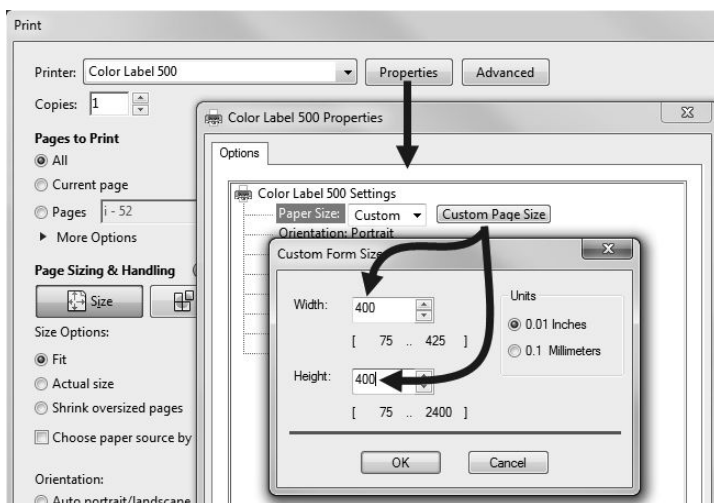 Print
Printer: Color Label 500 Properties Advanced
Copies: 1
Color Label 500 Properties
Pages to Print
All
Options
Current page
Color Label 500 Settings
Pages i - 52
Paper Size: Custom Custom Page Size
More Options
Orientation: Portrait
Custom Form Size
Page Sizing & Handling
Size
Width: 400
Units
0.01 Inches
[ 75 .. 425 ]
0.1 Millimeters
Size Options:
Fit
Height: 400
Actual size
Shrink oversized pages
[ 75 .. 2400 ]
Choose paper source by
OK Cancel
Orientation:
Auto portrait/landscape